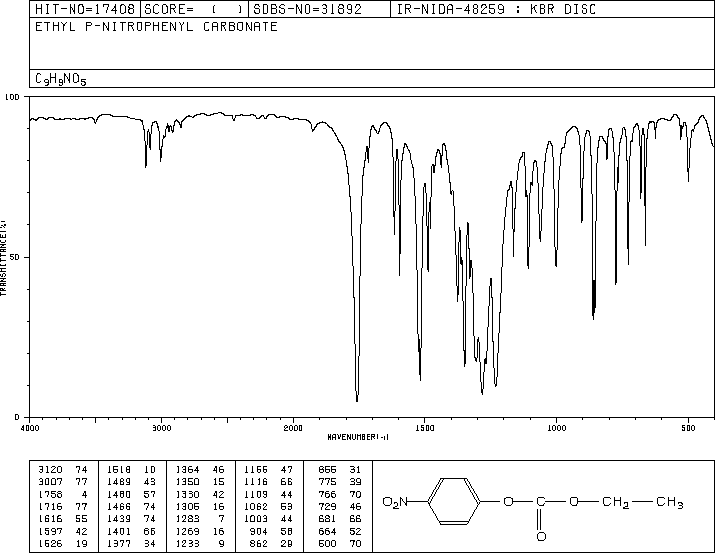 HIT-NO=17408 SCORE= ( ) SDBS-NO=31892 IR-NIDA-48259 : KBR DISC
ETHYL P-NITROPHENYL CARBONATE
C9H9NO5
100
50
0
TRANSMITTANCE(%)
4000 3000 2000 1500 1000 500
WAVENUMBER(-1)
3120 74 1518 10 1364 46 1166 47 856 31
3007 77 1489 43 1350 15 1116 66 775 39
1758 4 1480 57 1330 42 1109 44 766 70
1716 77 1466 74 1306 16 1062 53 729 46
1616 55 1439 74 1283 7 1003 44 681 66
1597 42 1401 66 1269 16 904 58 664 52
1526 19 1377 34 1233 9 862 29 500 70
O2N O C O CH2 CH3
O